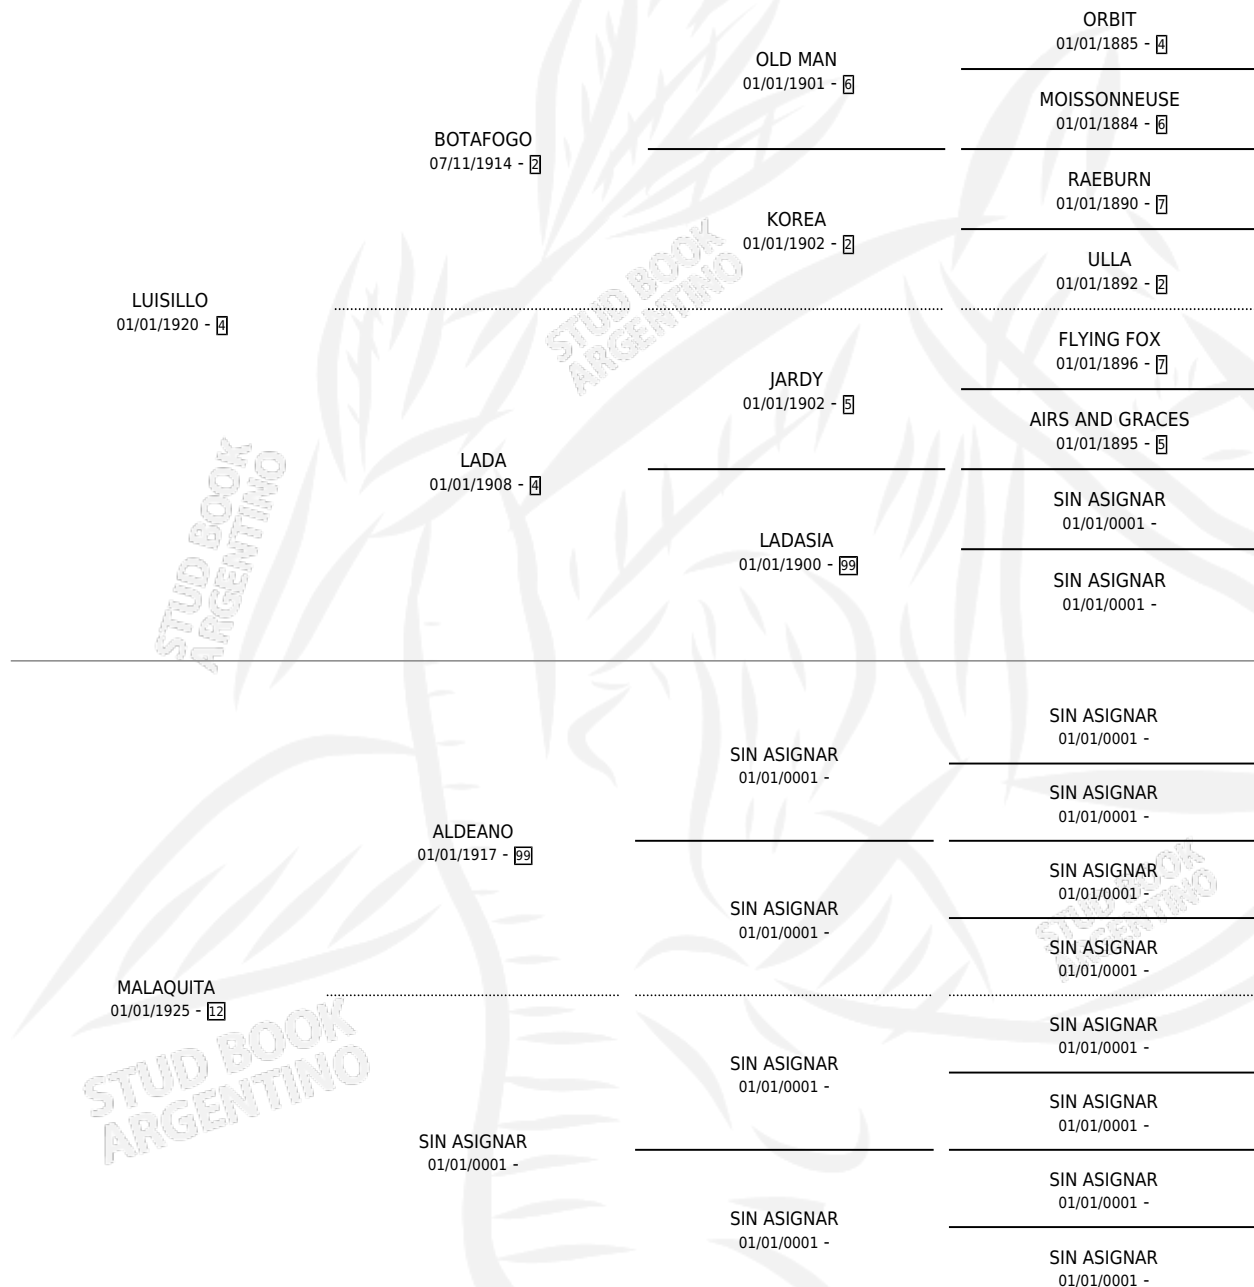 ORBIT
01/01/1885 - 4
OLD MAN
01/01/1901 - 6
MOISSONNEUSE
01/01/1884 - 6
BOTAFOGO
07/11/1914 - 2
RAEBURN
01/01/1890 - 7
KOREA
01/01/1902 - 2
ULLA
01/01/1892 - 2
LUISILLO
01/01/1920 - 4
FLYING FOX
01/01/1896 - 7
JARDY
01/01/1902 - 5
AIRS AND GRACES
01/01/1895 - 5
LADA
01/01/1908 - 4
SIN ASIGNAR
01/01/0001 -
LADASIA
01/01/1900 - 99
SIN ASIGNAR
01/01/0001 -
SIN ASIGNAR
01/01/0001 -
SIN ASIGNAR
01/01/0001 -
SIN ASIGNAR
01/01/0001 -
ALDEANO
01/01/1917 - 99
SIN ASIGNAR
01/01/0001 -
SIN ASIGNAR
01/01/0001 -
SIN ASIGNAR
01/01/0001 -
MALAQUITA
01/01/1925 - 12
SIN ASIGNAR
01/01/0001 -
SIN ASIGNAR
01/01/0001 -
SIN ASIGNAR
01/01/0001 -
SIN ASIGNAR
01/01/0001 -
SIN ASIGNAR
01/01/0001 -
SIN ASIGNAR
01/01/0001 -
SIN ASIGNAR
01/01/0001 -
STUD BOOK
ARGENTINO
STUD BOOK
ARGENTINO
STUD BOOK
ARGENTINO
STUD BOOK
ARGENTINO